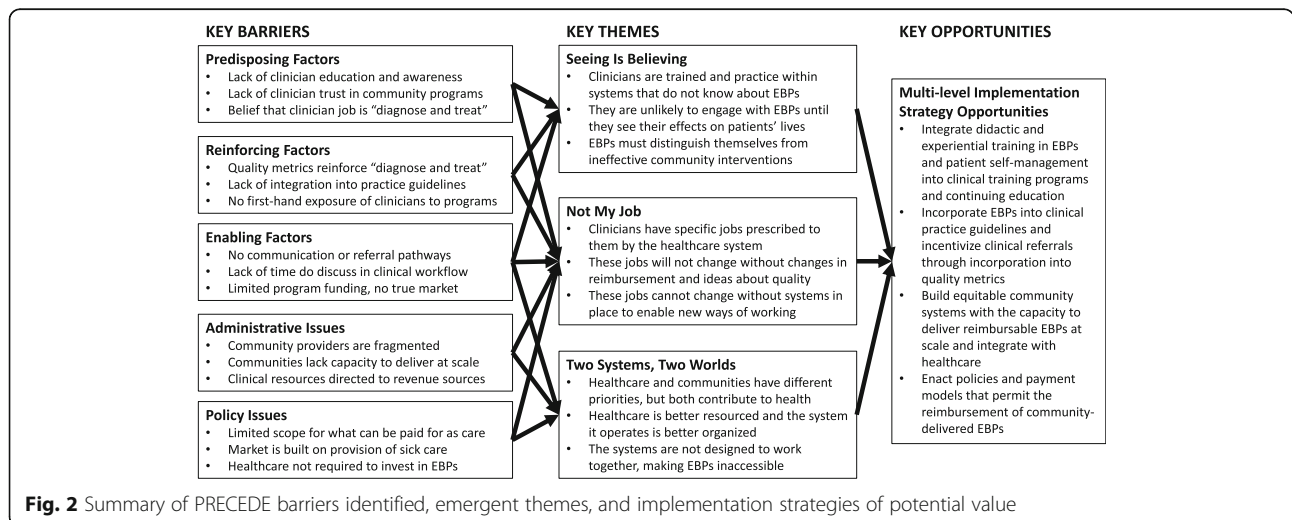 KEY BARRIERS
Predisposing Factors
• Lack of clinician education and awareness
• Lack of clinician trust in community programs
• Belief that clinician job is “diagnose and treat”
Reinforcing Factors
• Quality metrics reinforce “diagnose and treat”
• Lack of integration into practice guidelines
• No first-hand exposure of clinicians to programs
Enabling Factors
• No communication or referral pathways
• Lack of time do discuss in clinical workflow
• Limited program funding, no true market
Administrative Issues
• Community providers are fragmented
• Communities lack capacity to deliver at scale
• Clinical resources directed to revenue sources
Policy Issues
• Limited scope for what can be paid for as care
• Market is built on provision of sick care
• Healthcare not required to invest in EBPs
KEY THEMES
Seeing Is Believing
• Clinicians are trained and practice within
systems that do not know about EBPs
• They are unlikely to engage with EBPs until
they see their effects on patients’ lives
• EBPs must distinguish themselves from
ineffective community interventions
Not My Job
• Clinicians have specific jobs prescribed to
them by the healthcare system
• These jobs will not change without changes in
reimbursement and ideas about quality
• These jobs cannot change without systems in
place to enable new ways of working
Two Systems, Two Worlds
• Healthcare and communities have different
priorities, but both contribute to health
• Healthcare is better resourced and the system
it operates is better organized
• The systems are not designed to work
together, making EBPs inaccessible
KEY OPPORTUNITIES
Multi-level Implementation
Strategy Opportunities
• Integrate didactic and
experiential training in EBPs
and patient self-management
into clinical training programs
and continuing education
• Incorporate EBPs into clinical
practice guidelines and
incentivize clinical referrals
through incorporation into
quality metrics
• Build equitable community
systems with the capacity to
deliver reimbursable EBPs at
scale and integrate with
healthcare
• Enact policies and payment
models that permit the
reimbursement of community-
delivered EBPs
Fig. 2 Summary of PRECEDE barriers identified, emergent themes, and implementation strategies of potential value